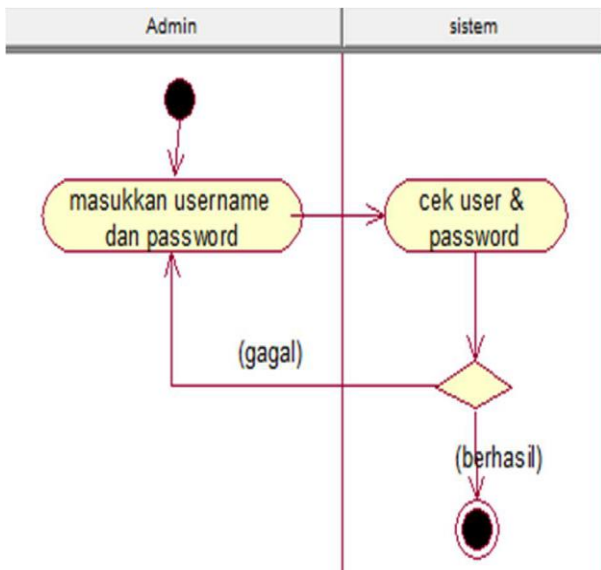 Admin
sistem
masukkan username
dan password
cek user &
password
(gagal)
(berhasil)